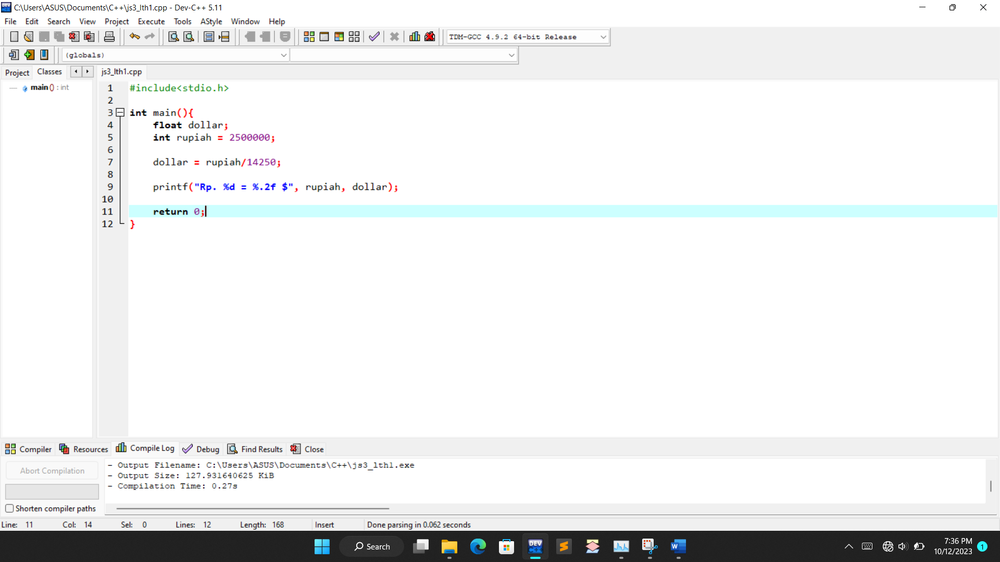 C:\Users\ASUS\Documents\C++\js3_lth1.cpp - Dev-C++ 5.11
File Edit Search View Project Execute Tools AStyle Window Help
TDM-GCC 4.9.2 64-bit Release
(globals)
Project Classes js3_lth1.cpp
main () : int
1 #include<stdio.h>
2
3 int main(){
4 float dollar;
5 int rupiah = 2500000;
6
7 dollar = rupiah/14250;
8
9 printf("Rp. %d = %.2f $", rupiah, dollar);
10
11 return 0;
12 }
Compiler Resources Compile Log Debug Find Results Close
Abort Compilation
Shorten compiler paths
- Output Filename: C:\Users\ASUS\Documents\C++\js3_lth1.exe
- Output Size: 127.931640625 KiB
- Compilation Time: 0.27s
Line: 11 Col: 14 Sel: 0 Lines: 12 Length: 168 Insert Done parsing in 0.062 seconds
Search
DEV C++
W
7:36 PM
10/12/2023
1